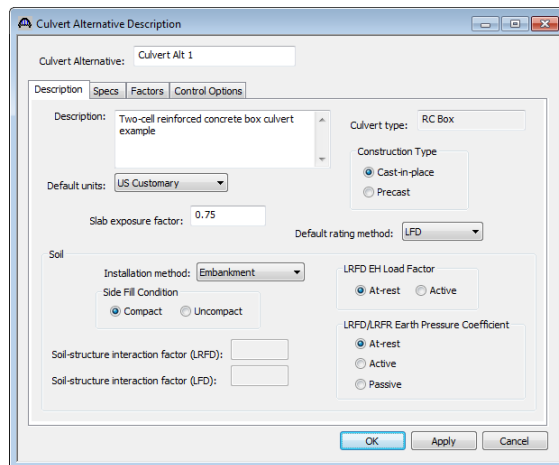 Culvert Alternative Description
Culvert Alternative: Culvert Alt 1
Description Specs Factors Control Options
Description: Two-cell reinforced concrete box culvert
example
Culvert type: RC Box
Construction Type
Cast-in-place
Precast
Default units: US Customary
Slab exposure factor: 0.75
Default rating method: LFD
Soil
Installation method: Embankment
Side Fill Condition
Compact Uncompact
LRFD EH Load Factor
At-rest Active
LRFD/LRFR Earth Pressure Coefficient
At-rest
Active
Passive
Soil-structure interaction factor (LRFD):
Soil-structure interaction factor (LFD):
OK Apply Cancel